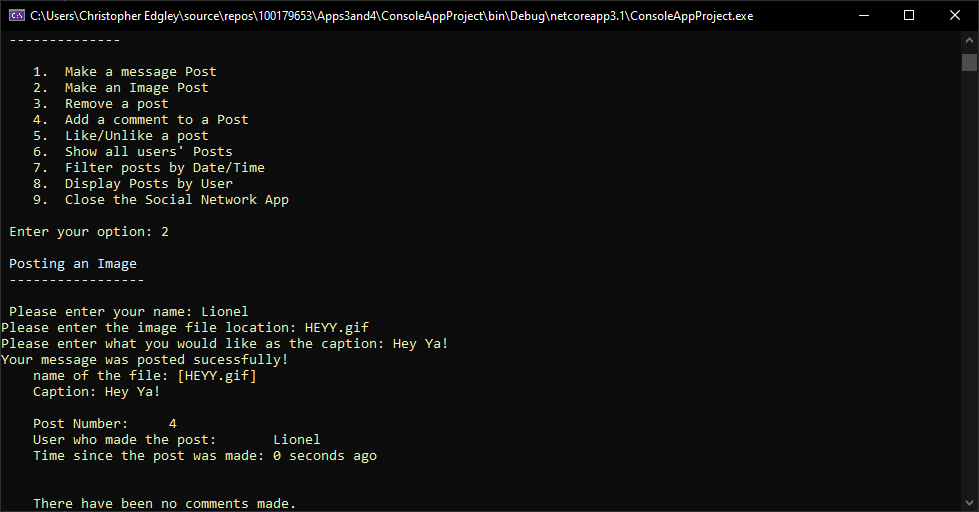 C:\Users\Christopher Edgley\source\repos\100179653\Apps3and4\ConsoleAppProject\bin\Debug\netcoreapp3.1\ConsoleAppProject.exe
--------------
1. Make a message Post
2. Make an Image Post
3. Remove a post
4. Add a comment to a Post
5. Like/Unlike a post
6. Show all users' Posts
7. Filter posts by Date/Time
8. Display Posts by User
9. Close the Social Network App
Enter your option: 2
Posting an Image
-----------------
Please enter your name: Lionel
Please enter the image file location: HEYY.gif
Please enter what you would like as the caption: Hey Ya!
Your message was posted sucessfully!
name of the file: [HEYY.gif]
Caption: Hey Ya!
Post Number: 4
User who made the post: Lionel
Time since the post was made: 0 seconds ago
There have been no comments made.